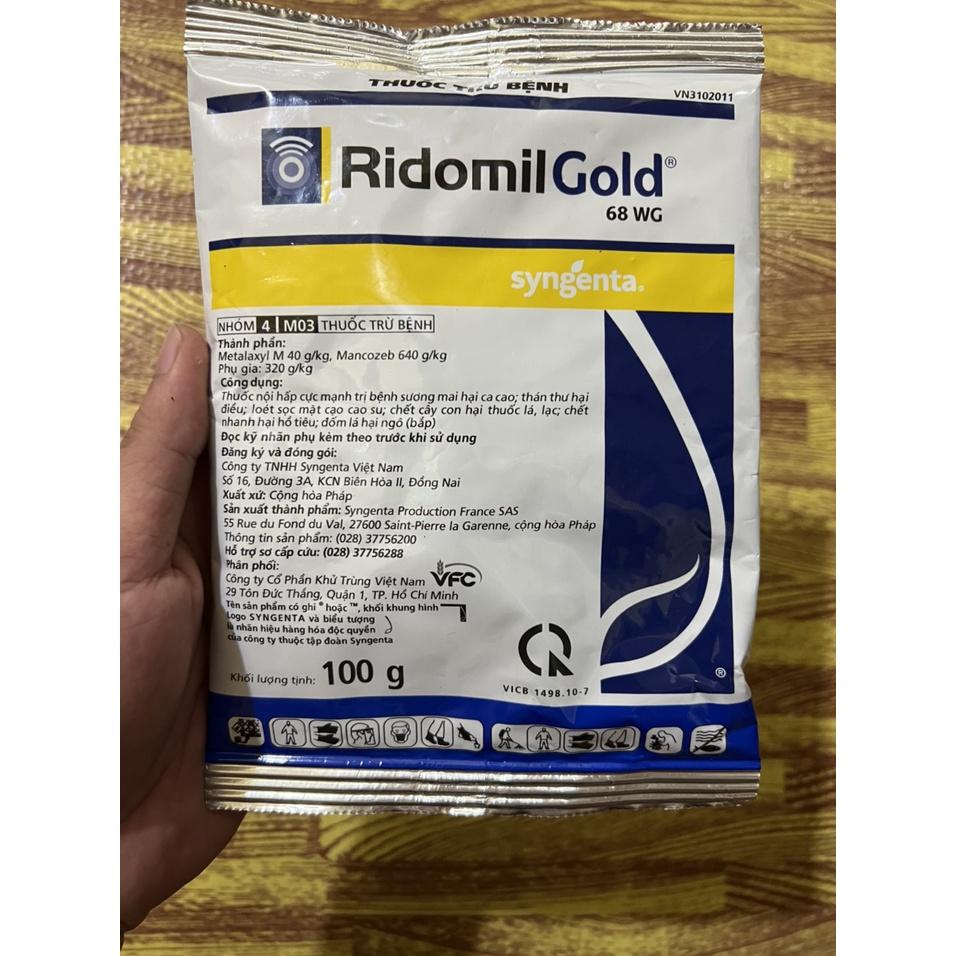 THUỐC TRỪ BỆNH
VN3102011
RidomilGold®
68 WG
syngenta®
NHÓM 4 M03 THUỐC TRỪ BỆNH
Thành phần:
Metalaxyl M 40 g/kg, Mancozeb 640 g/kg
Phụ gia: 320 g/kg
Công dụng:
Thuốc nội hấp cực mạnh trị bệnh sương mai hại ca cao; thán thư hại
điều; loét sọc mặt cạo cao su; chết cây con hại thuốc lá, lạc; chết
nhanh hại hồ tiêu; đốm lá hại ngô (bắp)
Đọc kỹ nhãn phụ kèm theo trước khi sử dụng
Đăng ký và đóng gói:
Công ty TNHH Syngenta Việt Nam
Số 16, Đường 3A, KCN Biên Hòa II, Đồng Nai
Xuất xứ: Cộng hòa Pháp
Sản xuất thành phẩm: Syngenta Production France SAS
55 Rue du Fond du Val, 27600 Saint-Pierre la Garenne, cộng hòa Pháp
Thông tin sản phẩm: (028) 37756200
Hỗ trợ sơ cấp cứu: (028) 37756288
Phân phối:
Công ty Cổ Phần Khử Trùng Việt Nam VFC
29 Tôn Đức Thắng, Quận 1, TP. Hồ Chí Minh
Tên sản phẩm có ghi ® hoặc ™, khối khung hình
Logo SYNGENTA và biểu tượng
là nhãn hiệu hàng hóa độc quyền
của công ty thuộc tập đoàn Syngenta
Khối lượng tịnh: 100 g
VICB 1498.10-7
®